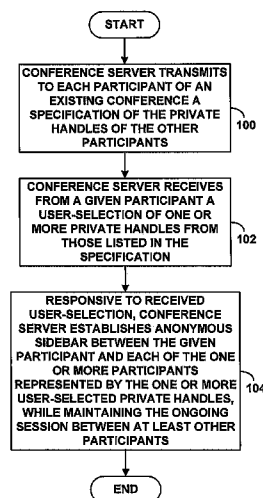 START
CONFERENCE SERVER TRANSMITS
TO EACH PARTICIPANT OF AN
EXISTING CONFERENCE A
SPECIFICATION OF THE PRIVATE
HANDLES OF THE OTHER
PARTICIPANTS
100
CONFERENCE SERVER RECEIVES
FROM A GIVEN PARTICIPANT A
USER-SELECTION OF ONE OR
MORE PRIVATE HANDLES FROM
THOSE LISTED IN THE
SPECIFICATION
102
RESPONSIVE TO RECEIVED
USER-SELECTION, CONFERENCE
SERVER ESTABLISHES ANONYMOUS
SIDEBAR BETWEEN THE GIVEN
PARTICIPANT AND EACH OF THE ONE
OR MORE PARTICIPANTS
REPRESENTED BY THE ONE OR MORE
USER-SELECTED PRIVATE HANDLES,
WHILE MAINTAINING THE ONGOING
SESSION BETWEEN AT LEAST OTHER
PARTICIPANTS
104
END